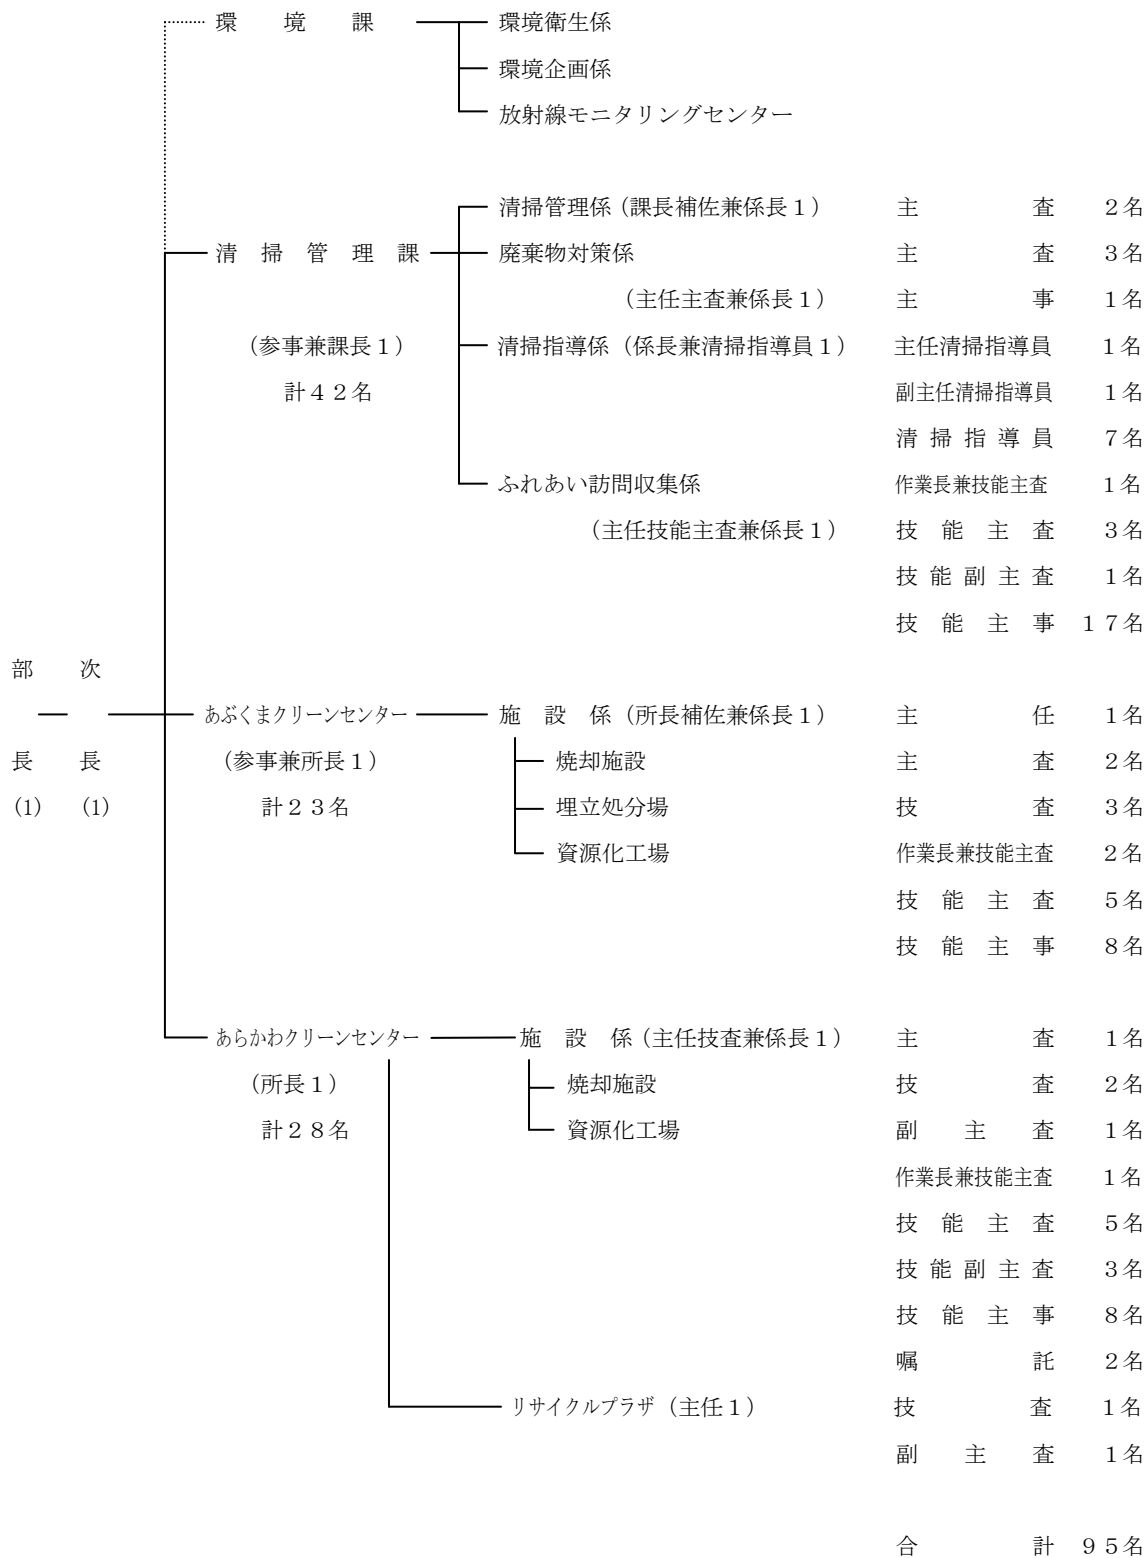 環境課 環境衛生係
環境企画係
放射線モニタリングセンター
清掃管理係（課長補佐兼係長１） 主査 ２名
清掃管理課 廃棄物対策係 主査 ３名
（主任主査兼係長１） 主事 １名
（参事兼課長１） 清掃指導係（係長兼清掃指導員１） 主任清掃指導員 １名
計４２名 副主任清掃指導員 １名
清掃指導員 ７名
ふれあい訪問収集係 作業長兼技能主査 １名
（主任技能主査兼係長１） 技能主査 ３名
技能副主査 １名
技能主事 １７名
部 次
あぶくまクリーンセンター 施設係（所長補佐兼係長１） 主任 １名
長 長 （参事兼所長１） 焼却施設 主査 ２名
(1) (1) 計２３名 埋立処分場 技査 ３名
資源化工場 作業長兼技能主査 ２名
技能主査 ５名
技能主事 ８名
あらかわクリーンセンター 施設係（主任技査兼係長１） 主査 １名
（所長１） 焼却施設 技査 ２名
計２８名 資源化工場 副主査 １名
作業長兼技能主査 １名
技能主査 ５名
技能副主査 ３名
技能主事 ８名
嘱託 ２名
リサイクルプラザ（主任１） 技査 １名
副主査 １名
合計 ９５名